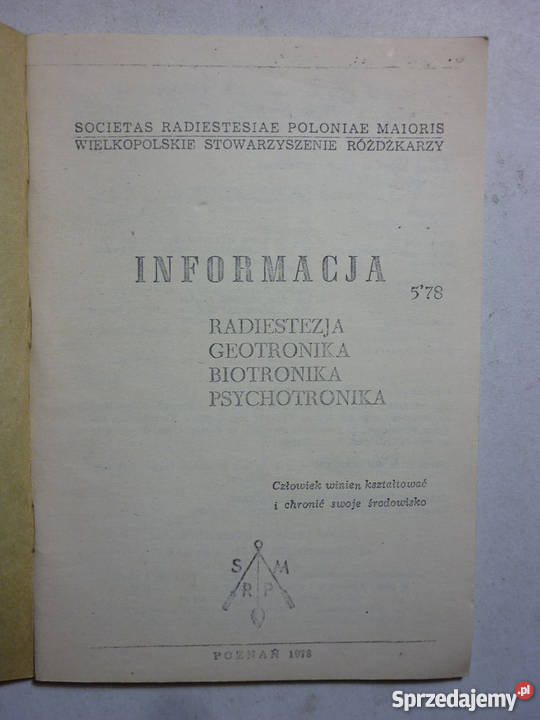 SOCIETAS RADIESTESIAE POLONIAE MAIORIS
WIELKOPOLSKIE STOWARZYSZENIE RÓŻDŻKARZY
INFORMACJA
5'78
RADIESTEZJA
GEOTRONIKA
BIOTRONIKA
PSYCHOTRONIKA
Człowiek winien kształtować
i chronić swoje środowisko
S M
R P
POZNAŃ 1978
Sprzedajemy.pl